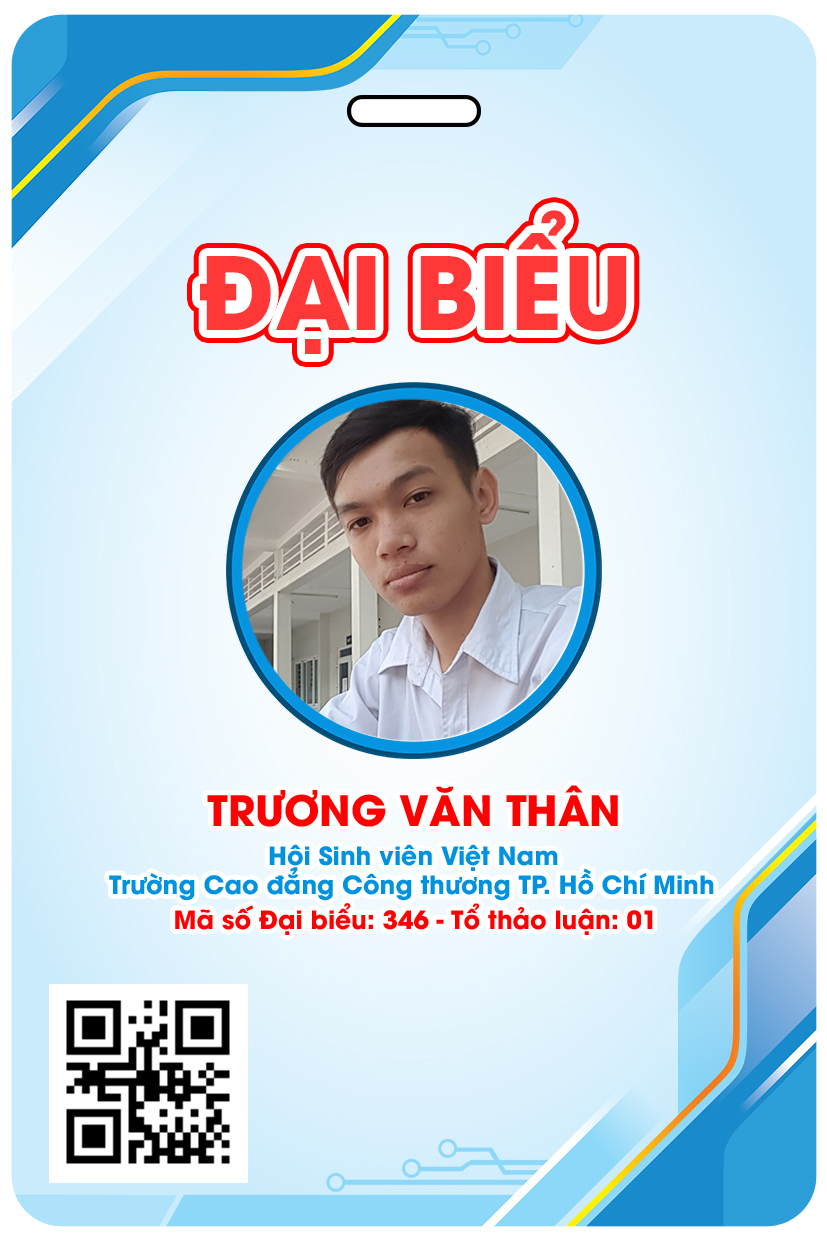 ĐẠI BIỂU
TRƯƠNG VĂN THÂN
Hội Sinh viên Việt Nam
Trường Cao đẳng Công thương TP. Hồ Chí Minh
Mã số Đại biểu: 346 - Tổ thảo luận: 01